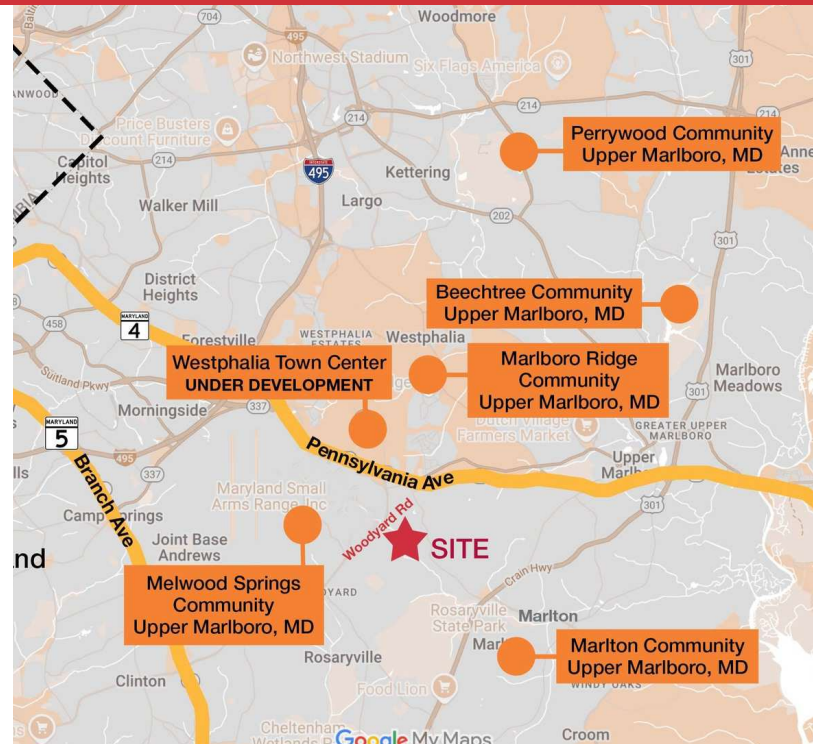 Woodmore
704
495
Northwest Stadium
Six Flags America
301
214
214
Price Busters
Discount Furniture
ANWOOD
Perrywood Community
Upper Marlboro, MD
Capitol
Heights
214
INTERSTATE
495
Kettering
Largo
Walker Mill
202
301
District
Heights
Beechtree Community
Upper Marlboro, MD
MARYLAND
4
458
Forestville
WESTPHALIA
ESTATES
Westphalia
Westphalia Town Center
UNDER DEVELOPMENT
Marlboro Ridge
Community
Upper Marlboro, MD
Marlboro
Meadows
Suitland Pkwy
Morningside
337
Dutch Village
Farmers Market
GREATER UPPER
MARLBORO
MARYLAND
5
495
337
Pennsylvania Ave
Upper
Branch Ave
Maryland Small
Arms Range Inc
301
Camp Springs
Joint Base
Andrews
Woodyard Rd
SITE
Crain Hwy
Melwood Springs
Community
Upper Marlboro, MD
Rosaryville
State Park
Marlton
Marlton Community
Upper Marlboro, MD
Rosaryville
WINDY OAKS
Clinton
Food Lion
Cheltenham
Croom
Google My Maps